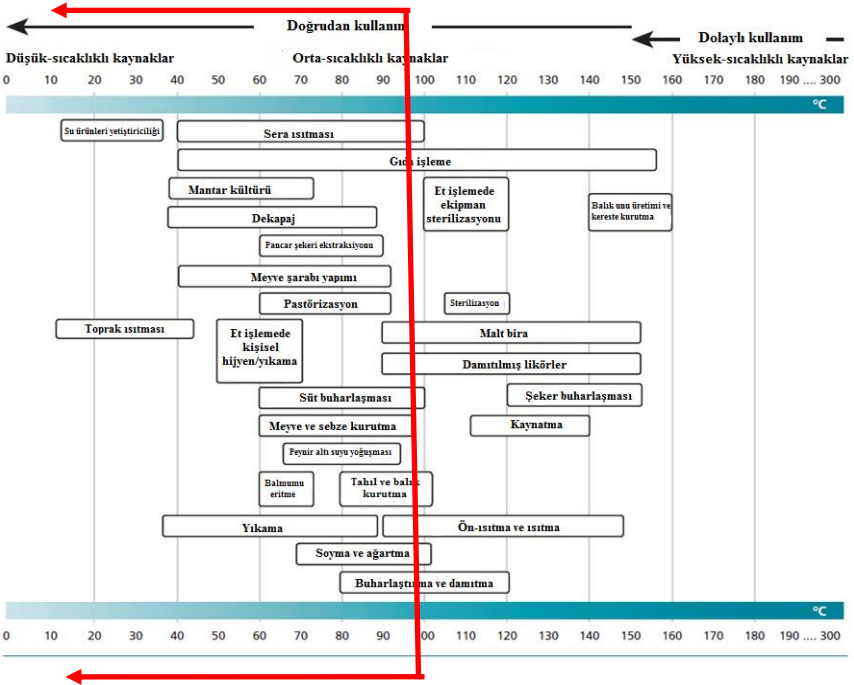 Doğrudan kullanım
Dolaylı kullanım
Düşük-sıcaklıklı kaynaklar
Orta-sıcaklıklı kaynaklar
Yüksek-sıcaklıklı kaynaklar
0 10 20 30 40 50 60 70 80 90 100 110 120 130 140 150 160 170 180 190 .... 300
°C
Su ürünleri yetiştiriciliği
Sera ısıtması
Gıda işleme
Mantar kültürü
Et işlemede
ekipman
sterilizasyonu
Balık unu üretimi ve
kereste kurutma
Dekapaj
Pancar şekeri ekstraksiyonu
Meyve şarabı yapımı
Pastörizasyon
Sterilizasyon
Toprak ısıtması
Et işlemede
kişisel
hijyen/yıkama
Malt bira
Damıtılmış likörler
Süt buharlaşması
Şeker buharlaşması
Meyve ve sebze kurutma
Kaynatma
Peynir altı suyu yoğuşması
Balmumu
eritme
Tahıl ve balık
kurutma
Yıkama
Ön-ısıtma ve ısıtma
Soyma ve ağartma
Buharlaştırma ve damıtma
°C
0 10 20 30 40 50 60 70 80 90 100 110 120 130 140 150 160 170 180 190 .... 300